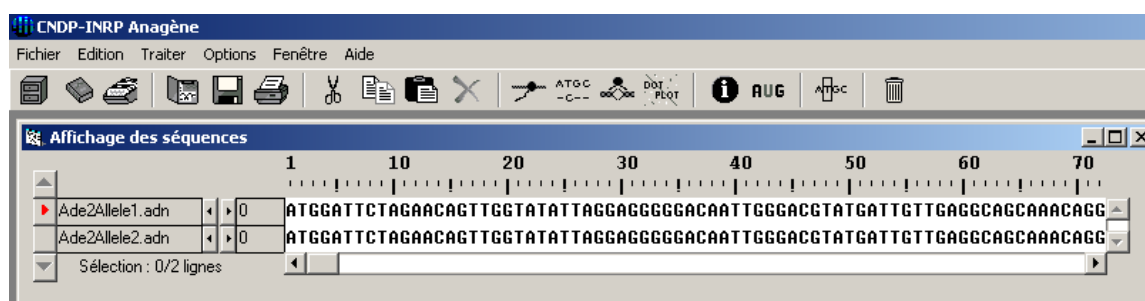 CNDP-INRP Anagène
Fichier Edition Traiter Options Fenêtre Aide
ATGC -C-- DOT PLOT AUG ATGC
Affichage des séquences
1 10 20 30 40 50 60 70
Ade2Allele1.adn 0 ATGGATTCTAGAACAGTTGGTATATTAGGAGGGGGACAATTGGGACGTATGATTGTTGAGGCAGCAAACAGG
Ade2Allele2.adn 0 ATGGATTCTAGAACAGTTGGTATATTAGGAGGGGGACAATTGGGACGTATGATTGTTGAGGCAGCAAACAGG
Sélection : 0/2 lignes